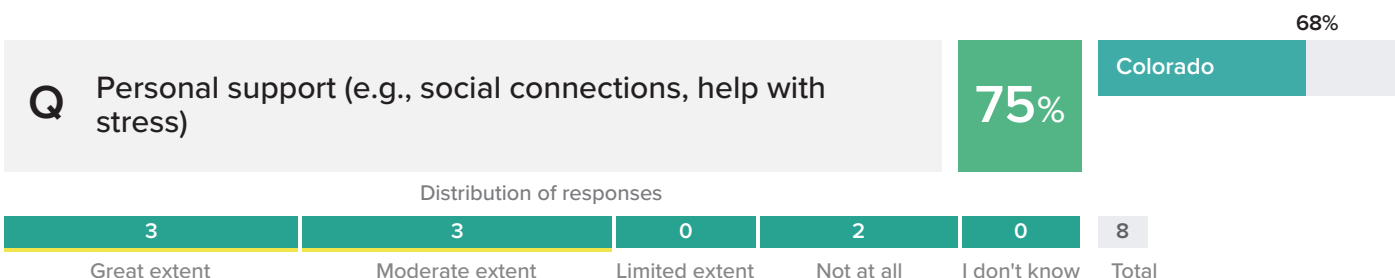 68%
Q
Personal support (e.g., social connections, help with
stress)
75%
Colorado
Distribution of responses
3
3
0
2
0
8
Great extent
Moderate extent
Limited extent
Not at all
I don't know
Total